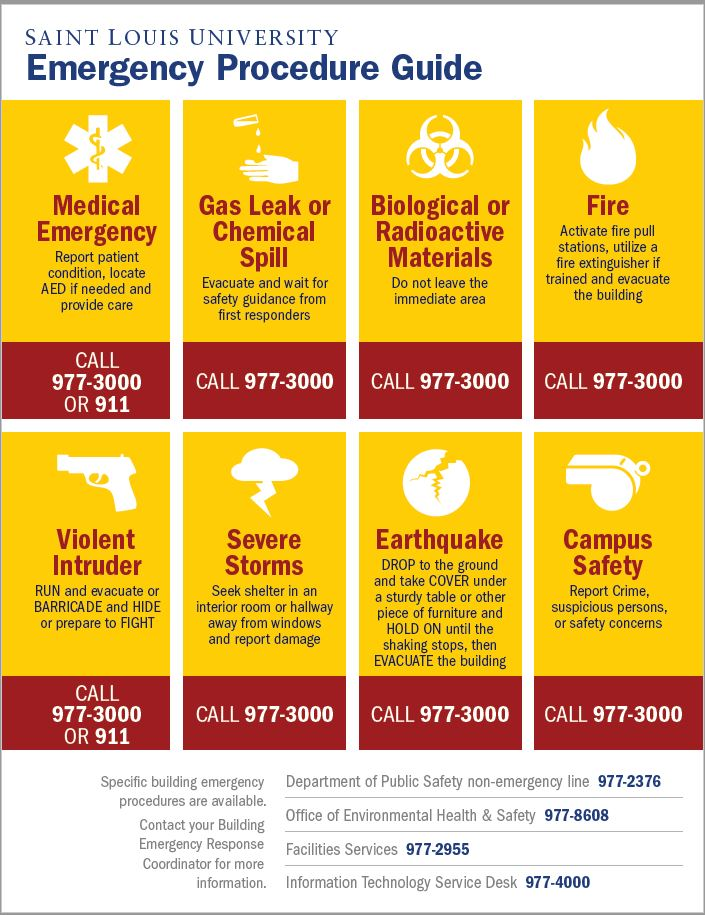 SAINT LOUIS UNIVERSITY
Emergency Procedure Guide
Medical
Emergency
Report patient
condition, locate
AED if needed and
provide care
CALL
977-3000
OR 911
Gas Leak or
Chemical
Spill
Evacuate and wait for
safety guidance from
first responders
CALL 977-3000
Biological or
Radioactive
Materials
Do not leave the
immediate area
CALL 977-3000
Fire
Activate fire pull
stations, utilize a
fire extinguisher if
trained and evacuate
the building
CALL 977-3000
Violent
Intruder
RUN and evacuate or
BARRICADE and HIDE
or prepare to FIGHT
CALL
977-3000
OR 911
Severe
Storms
Seek shelter in an
interior room or hallway
away from windows
and report damage
CALL 977-3000
Earthquake
DROP to the ground
and take COVER under
a sturdy table or other
piece of furniture and
HOLD ON until the
shaking stops, then
EVACUATE the building
CALL 977-3000
Campus
Safety
Report Crime,
suspicious persons,
or safety concerns
CALL 977-3000
Specific building emergency
procedures are available.
Contact your Building
Emergency Response
Coordinator for more
information.
Department of Public Safety non-emergency line 977-2376
Office of Environmental Health & Safety 977-8608
Facilities Services 977-2955
Information Technology Service Desk 977-4000